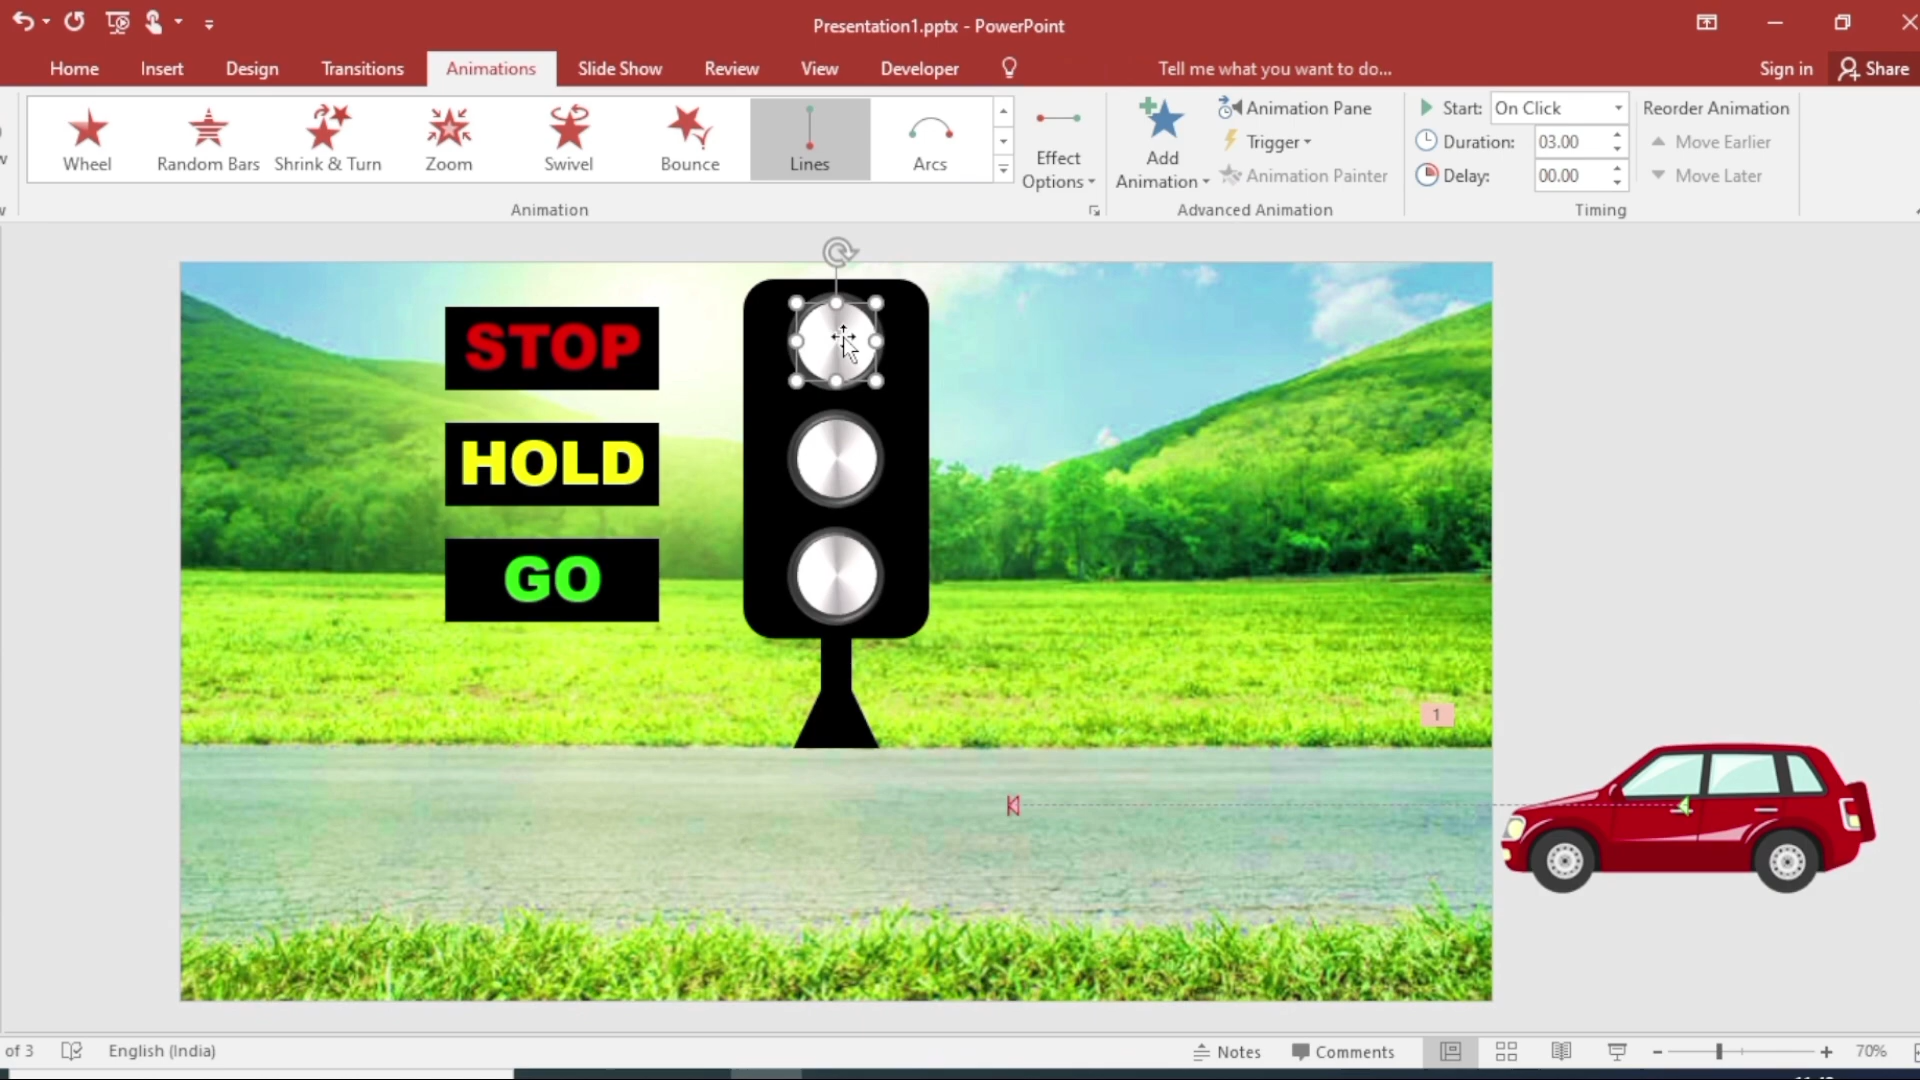 Presentation1.pptx - PowerPoint
Home Insert Design Transitions Animations Slide Show Review View Developer Tell me what you want to do... Sign in Share
Wheel Random Bars Shrink & Turn Zoom Swivel Bounce Lines Arcs
Effect Options
Add Animation
Animation Pane
Trigger
Animation Painter
Start: On Click
Duration: 03.00
Delay: 00.00
Reorder Animation
Move Earlier
Move Later
Animation Advanced Animation Timing
STOP
HOLD
GO
1
of 3 English (India) Notes Comments 70%